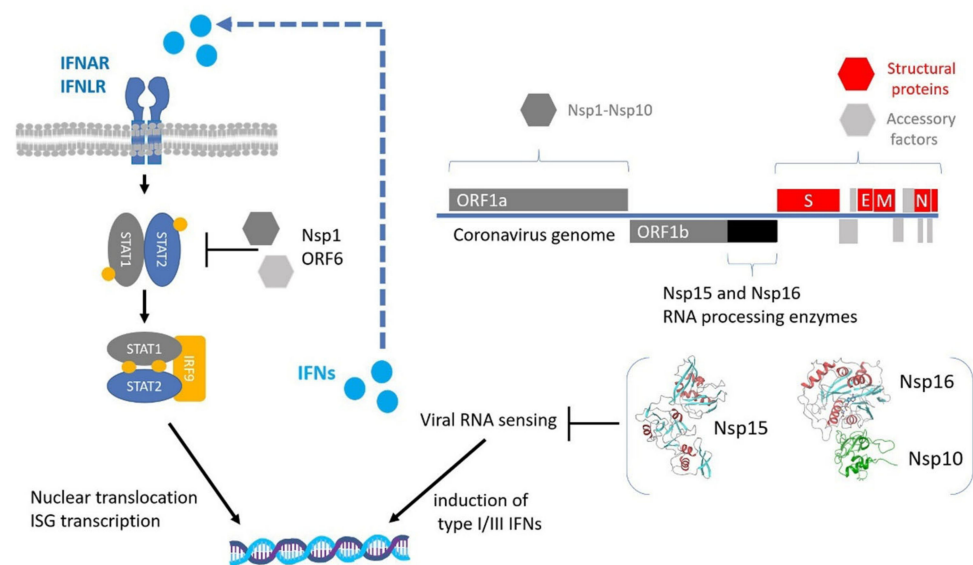 IFNAR
IFNLR
STAT1
STAT2
Nsp1
ORF6
STAT1
STAT2
IRF9
IFNs
Nuclear translocation
ISG transcription
Viral RNA sensing
induction of
type I/III IFNs
Nsp1-Nsp10
Structural
proteins
Accessory
factors
ORF1a
S
E
M
N
Coronavirus genome
ORF1b
Nsp15 and Nsp16
RNA processing enzymes
Nsp15
Nsp16
Nsp10